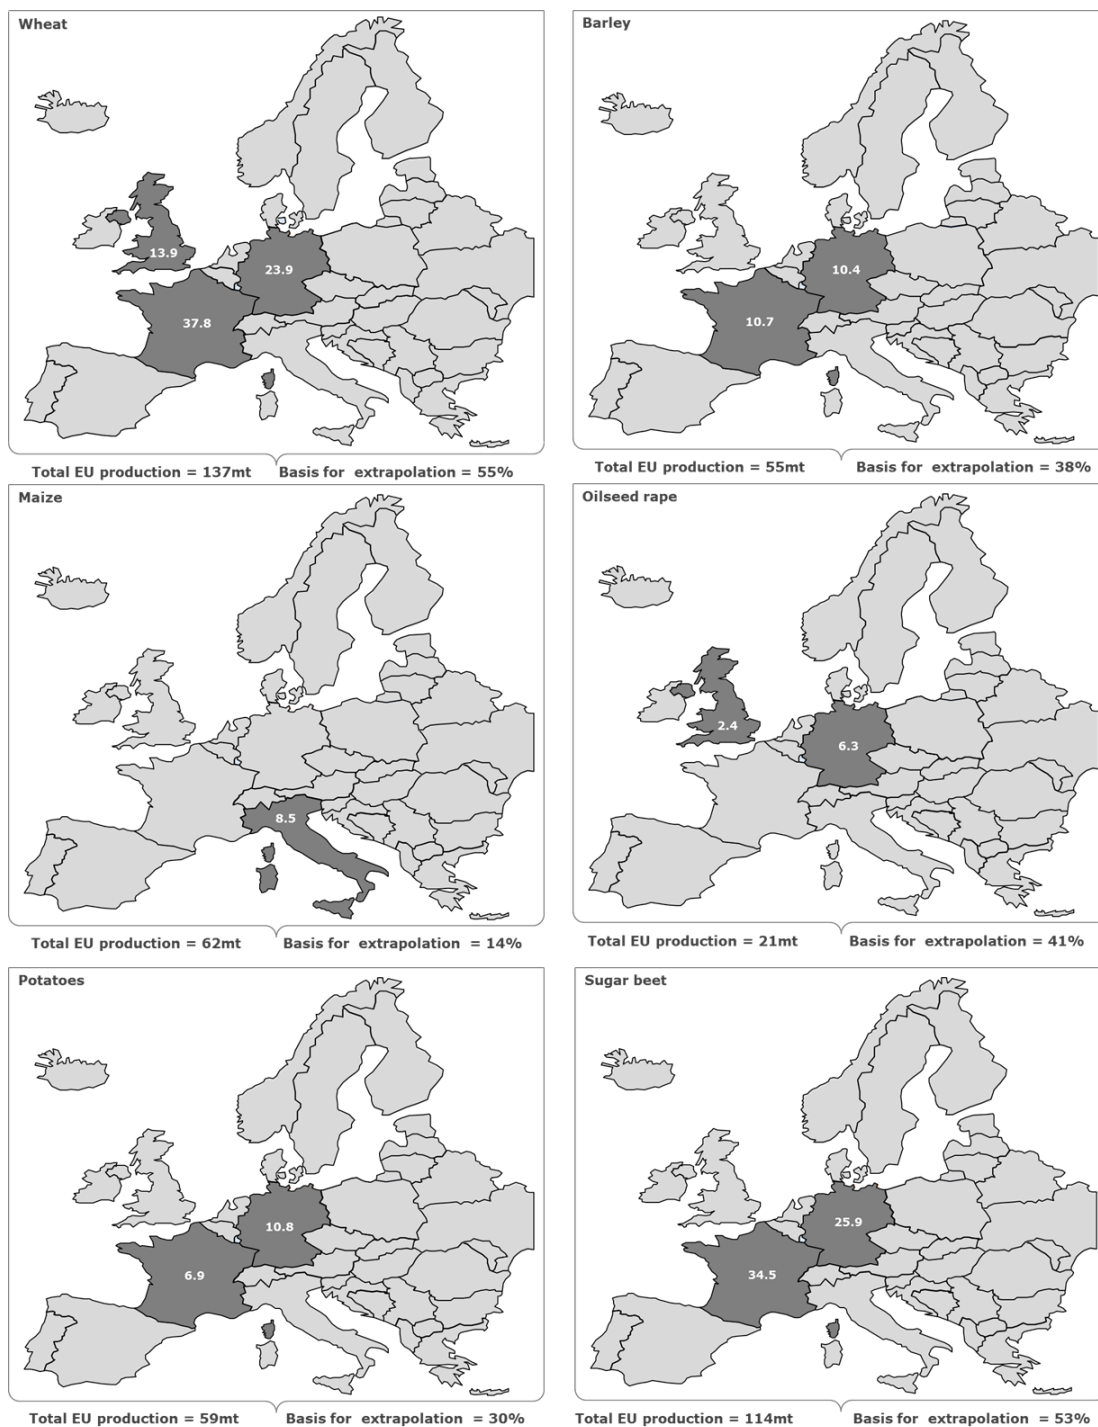 Wheat
13.9
23.9
37.8
Total EU production = 137mt Basis for extrapolation = 55%
Barley
10.4
10.7
Total EU production = 55mt Basis for extrapolation = 38%
Maize
8.5
Total EU production = 62mt Basis for extrapolation = 14%
Oilseed rape
2.4
6.3
Total EU production = 21mt Basis for extrapolation = 41%
Potatoes
10.8
6.9
Total EU production = 59mt Basis for extrapolation = 30%
Sugar beet
25.9
34.5
Total EU production = 114mt Basis for extrapolation = 53%